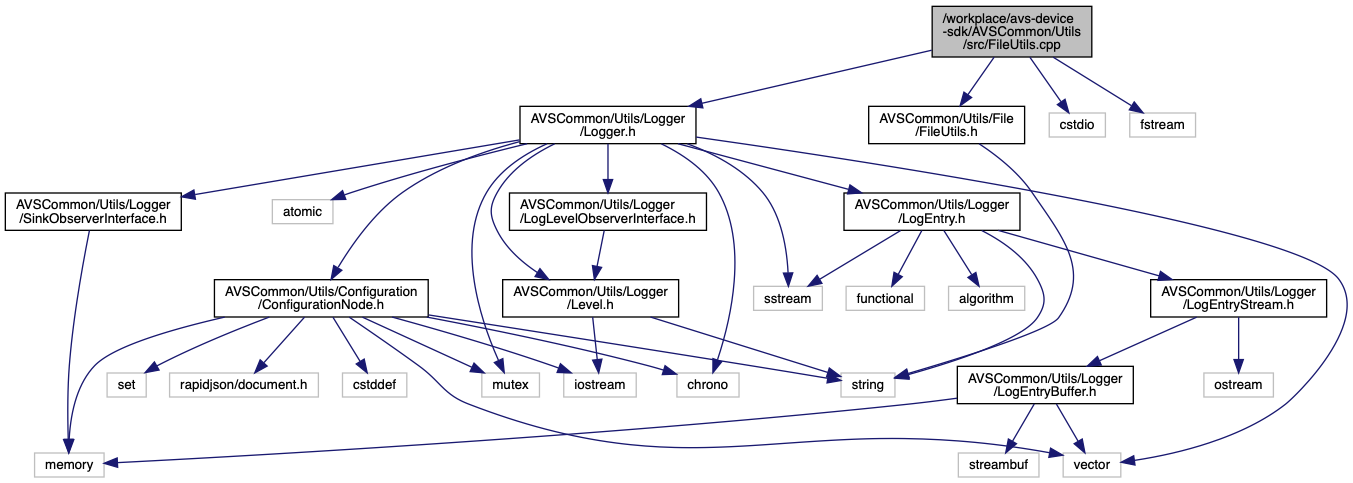 /workplace/avs-device
-sdk/AVSCommon/Utils
/src/FileUtils.cpp
AVSCommon/Utils/Logger
/Logger.h
AVSCommon/Utils/File
/FileUtils.h
cstdio
fstream
AVSCommon/Utils/Logger
/SinkObserverInterface.h
atomic
AVSCommon/Utils/Logger
/LogLevelObserverInterface.h
AVSCommon/Utils/Logger
/LogEntry.h
AVSCommon/Utils/Configuration
/ConfigurationNode.h
AVSCommon/Utils/Logger
/Level.h
sstream
functional
algorithm
AVSCommon/Utils/Logger
/LogEntryStream.h
set
rapidjson/document.h
cstddef
mutex
iostream
chrono
string
AVSCommon/Utils/Logger
/LogEntryBuffer.h
ostream
memory
streambuf
vector